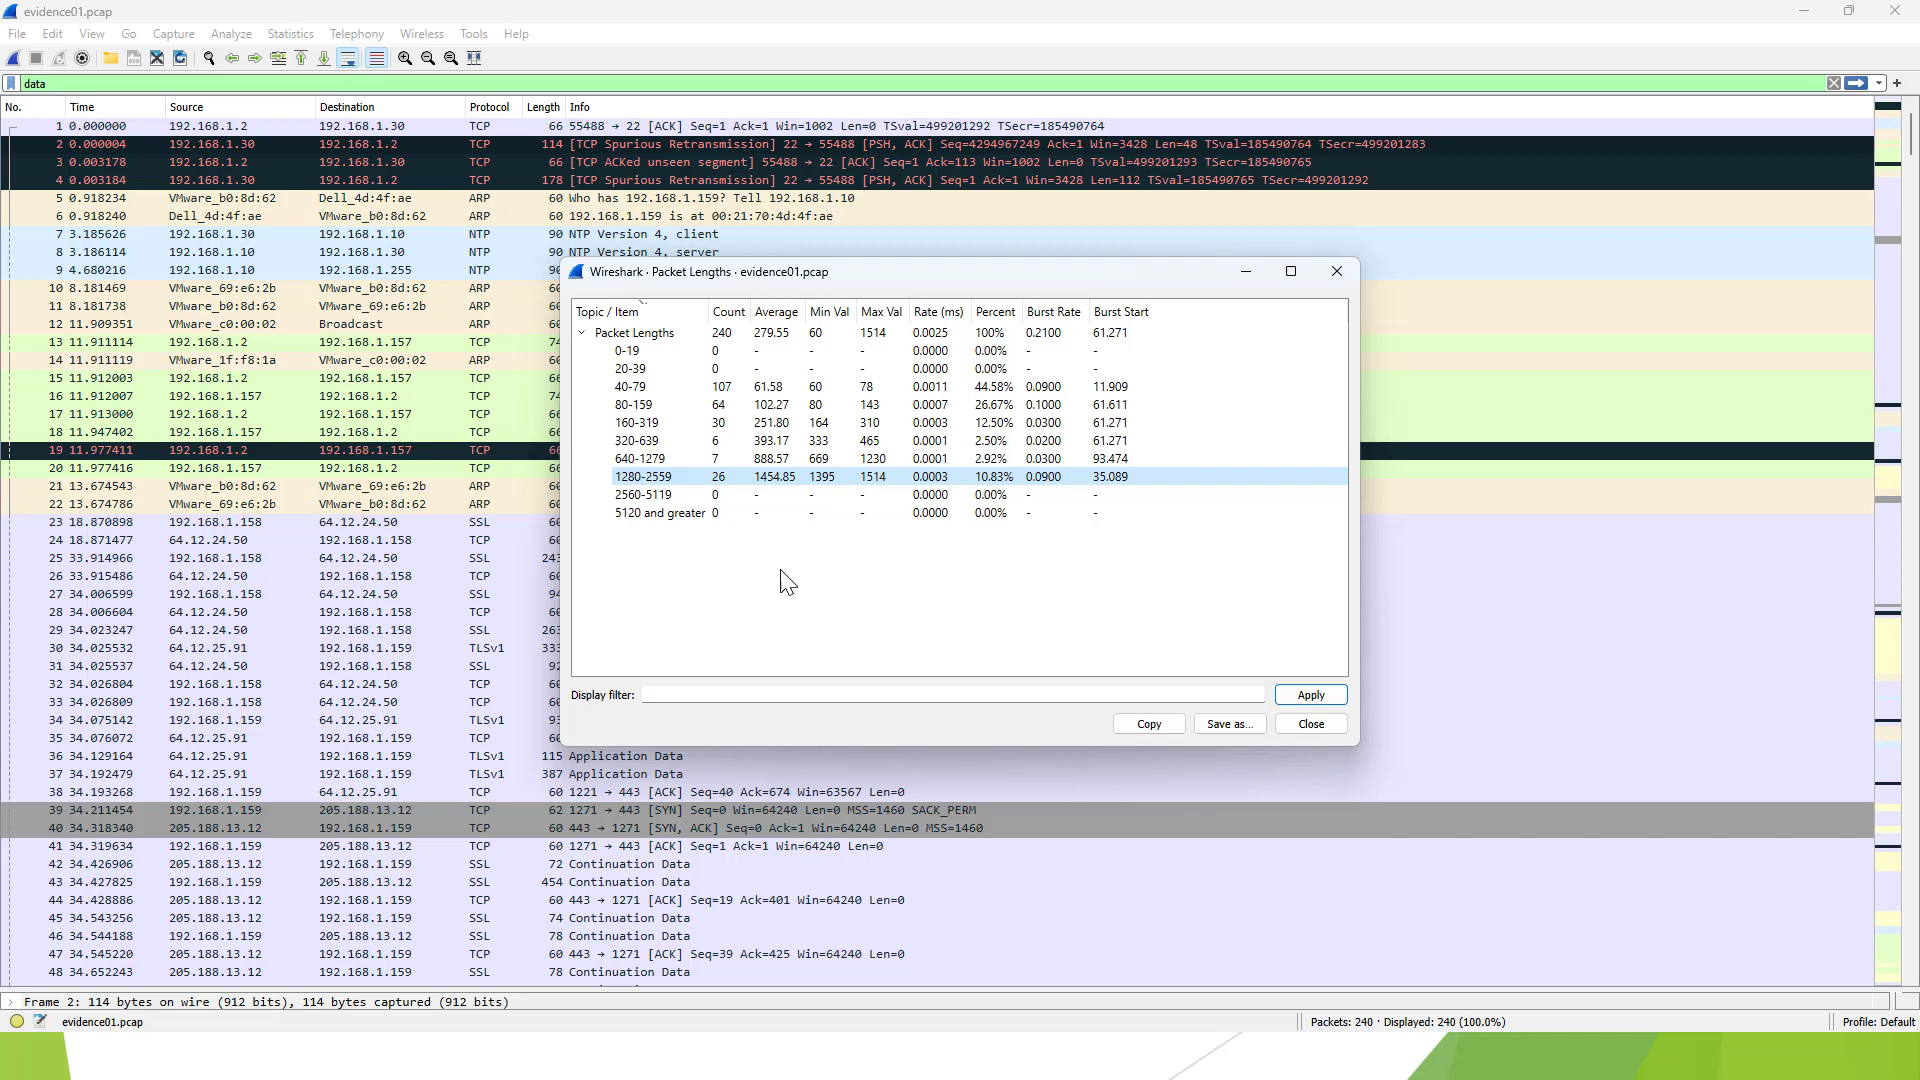 evidence01.pcap
File Edit View Go Capture Analyze Statistics Telephony Wireless Tools Help
data
No. Time Source Destination Protocol Length Info
1 0.000000 192.168.1.2 192.168.1.30 TCP 66 55488 → 22 [ACK] Seq=1 Ack=1 Win=1002 Len=0 TSval=499201292 TSecr=185490764
2 0.000004 192.168.1.30 192.168.1.2 TCP 114 [TCP Spurious Retransmission] 22 → 55488 [PSH, ACK] Seq=4294967249 Ack=1 Win=3428 Len=48 TSval=185490764 TSecr=499201283
3 0.003178 192.168.1.2 192.168.1.30 TCP 66 [TCP ACKed unseen segment] 55488 → 22 [ACK] Seq=1 Ack=113 Win=1002 Len=0 TSval=499201293 TSecr=185490765
4 0.003184 192.168.1.30 192.168.1.2 TCP 178 [TCP Spurious Retransmission] 22 → 55488 [PSH, ACK] Seq=1 Ack=1 Win=3428 Len=112 TSval=185490765 TSecr=499201292
5 0.918234 VMware_b0:8d:62 Dell_4d:4f:ae ARP 60 Who has 192.168.1.159? Tell 192.168.1.10
6 0.918240 Dell_4d:4f:ae VMware_b0:8d:62 ARP 60 192.168.1.159 is at 00:21:70:4d:4f:ae
7 3.185626 192.168.1.30 192.168.1.10 NTP 90 NTP Version 4, client
8 3.186114 192.168.1.10 192.168.1.30 NTP 90 NTP Version 4, server
9 4.680216 192.168.1.10 192.168.1.255 NTP 90
10 8.181469 VMware_69:e6:2b VMware_b0:8d:62 ARP 60
11 8.181738 VMware_b0:8d:62 VMware_69:e6:2b ARP 60
12 11.909351 VMware_c0:00:02 Broadcast ARP 60
13 11.911114 192.168.1.2 192.168.1.157 TCP 74
14 11.911119 VMware_1f:f8:1a VMware_c0:00:02 ARP 60
15 11.912003 192.168.1.2 192.168.1.157 TCP 66
16 11.912007 192.168.1.157 192.168.1.2 TCP 74
17 11.913000 192.168.1.2 192.168.1.157 TCP 66
18 11.947402 192.168.1.157 192.168.1.2 TCP 66
19 11.977411 192.168.1.2 192.168.1.157 TCP 66
20 11.977416 192.168.1.157 192.168.1.2 TCP 66
21 13.674543 VMware_b0:8d:62 VMware_69:e6:2b ARP 60
22 13.674786 VMware_69:e6:2b VMware_b0:8d:62 ARP 60
23 18.870898 192.168.1.158 64.12.24.50 SSL 60
24 18.871477 64.12.24.50 192.168.1.158 TCP 60
25 33.914966 192.168.1.158 64.12.24.50 SSL 243
26 33.915486 64.12.24.50 192.168.1.158 TCP 60
27 34.006599 192.168.1.158 64.12.24.50 SSL 94
28 34.006604 64.12.24.50 192.168.1.158 TCP 60
29 34.023247 64.12.24.50 192.168.1.158 SSL 263
30 34.025532 64.12.25.91 192.168.1.159 TLSv1 333
31 34.025537 64.12.24.50 192.168.1.158 SSL 92
32 34.026804 192.168.1.158 64.12.24.50 TCP 60
33 34.026809 192.168.1.158 64.12.24.50 TCP 60
34 34.075142 192.168.1.159 64.12.25.91 TLSv1 93
35 34.076072 64.12.25.91 192.168.1.159 TCP 60
36 34.129164 64.12.25.91 192.168.1.159 TLSv1 115 Application Data
37 34.192479 64.12.25.91 192.168.1.159 TLSv1 387 Application Data
38 34.193268 192.168.1.159 64.12.25.91 TCP 60 1221 → 443 [ACK] Seq=40 Ack=674 Win=63567 Len=0
39 34.211454 192.168.1.159 205.188.13.12 TCP 62 1271 → 443 [SYN] Seq=0 Win=64240 Len=0 MSS=1460 SACK_PERM
40 34.318340 205.188.13.12 192.168.1.159 TCP 60 443 → 1271 [SYN, ACK] Seq=0 Ack=1 Win=64240 Len=0 MSS=1460
41 34.319634 192.168.1.159 205.188.13.12 TCP 60 1271 → 443 [ACK] Seq=1 Ack=1 Win=64240 Len=0
42 34.426906 205.188.13.12 192.168.1.159 SSL 72 Continuation Data
43 34.427825 192.168.1.159 205.188.13.12 SSL 454 Continuation Data
44 34.428886 205.188.13.12 192.168.1.159 TCP 60 443 → 1271 [ACK] Seq=19 Ack=401 Win=64240 Len=0
45 34.543256 205.188.13.12 192.168.1.159 SSL 74 Continuation Data
46 34.544188 192.168.1.159 205.188.13.12 SSL 78 Continuation Data
47 34.545220 205.188.13.12 192.168.1.159 TCP 60 443 → 1271 [ACK] Seq=39 Ack=425 Win=64240 Len=0
48 34.652243 205.188.13.12 192.168.1.159 SSL 78 Continuation Data
Wireshark · Packet Lengths · evidence01.pcap
Topic / Item Count Average Min Val Max Val Rate (ms) Percent Burst Rate Burst Start
Packet Lengths 240 279.55 60 1514 0.0025 100% 0.2100 61.271
0-19 0 - - - 0.0000 0.00% - -
20-39 0 - - - 0.0000 0.00% - -
40-79 107 61.58 60 78 0.0011 44.58% 0.0900 11.909
80-159 64 102.27 80 143 0.0007 26.67% 0.1000 61.611
160-319 30 251.80 164 310 0.0003 12.50% 0.0300 61.271
320-639 6 393.17 333 465 0.0001 2.50% 0.0200 61.271
640-1279 7 888.57 669 1230 0.0001 2.92% 0.0300 93.474
1280-2559 26 1454.85 1395 1514 0.0003 10.83% 0.0900 35.089
2560-5119 0 - - - 0.0000 0.00% - -
5120 and greater 0 - - - 0.0000 0.00% - -
Display filter: Apply
Copy Save as... Close
Frame 2: 114 bytes on wire (912 bits), 114 bytes captured (912 bits)
evidence01.pcap Packets: 240 · Displayed: 240 (100.0%) Profile: Default